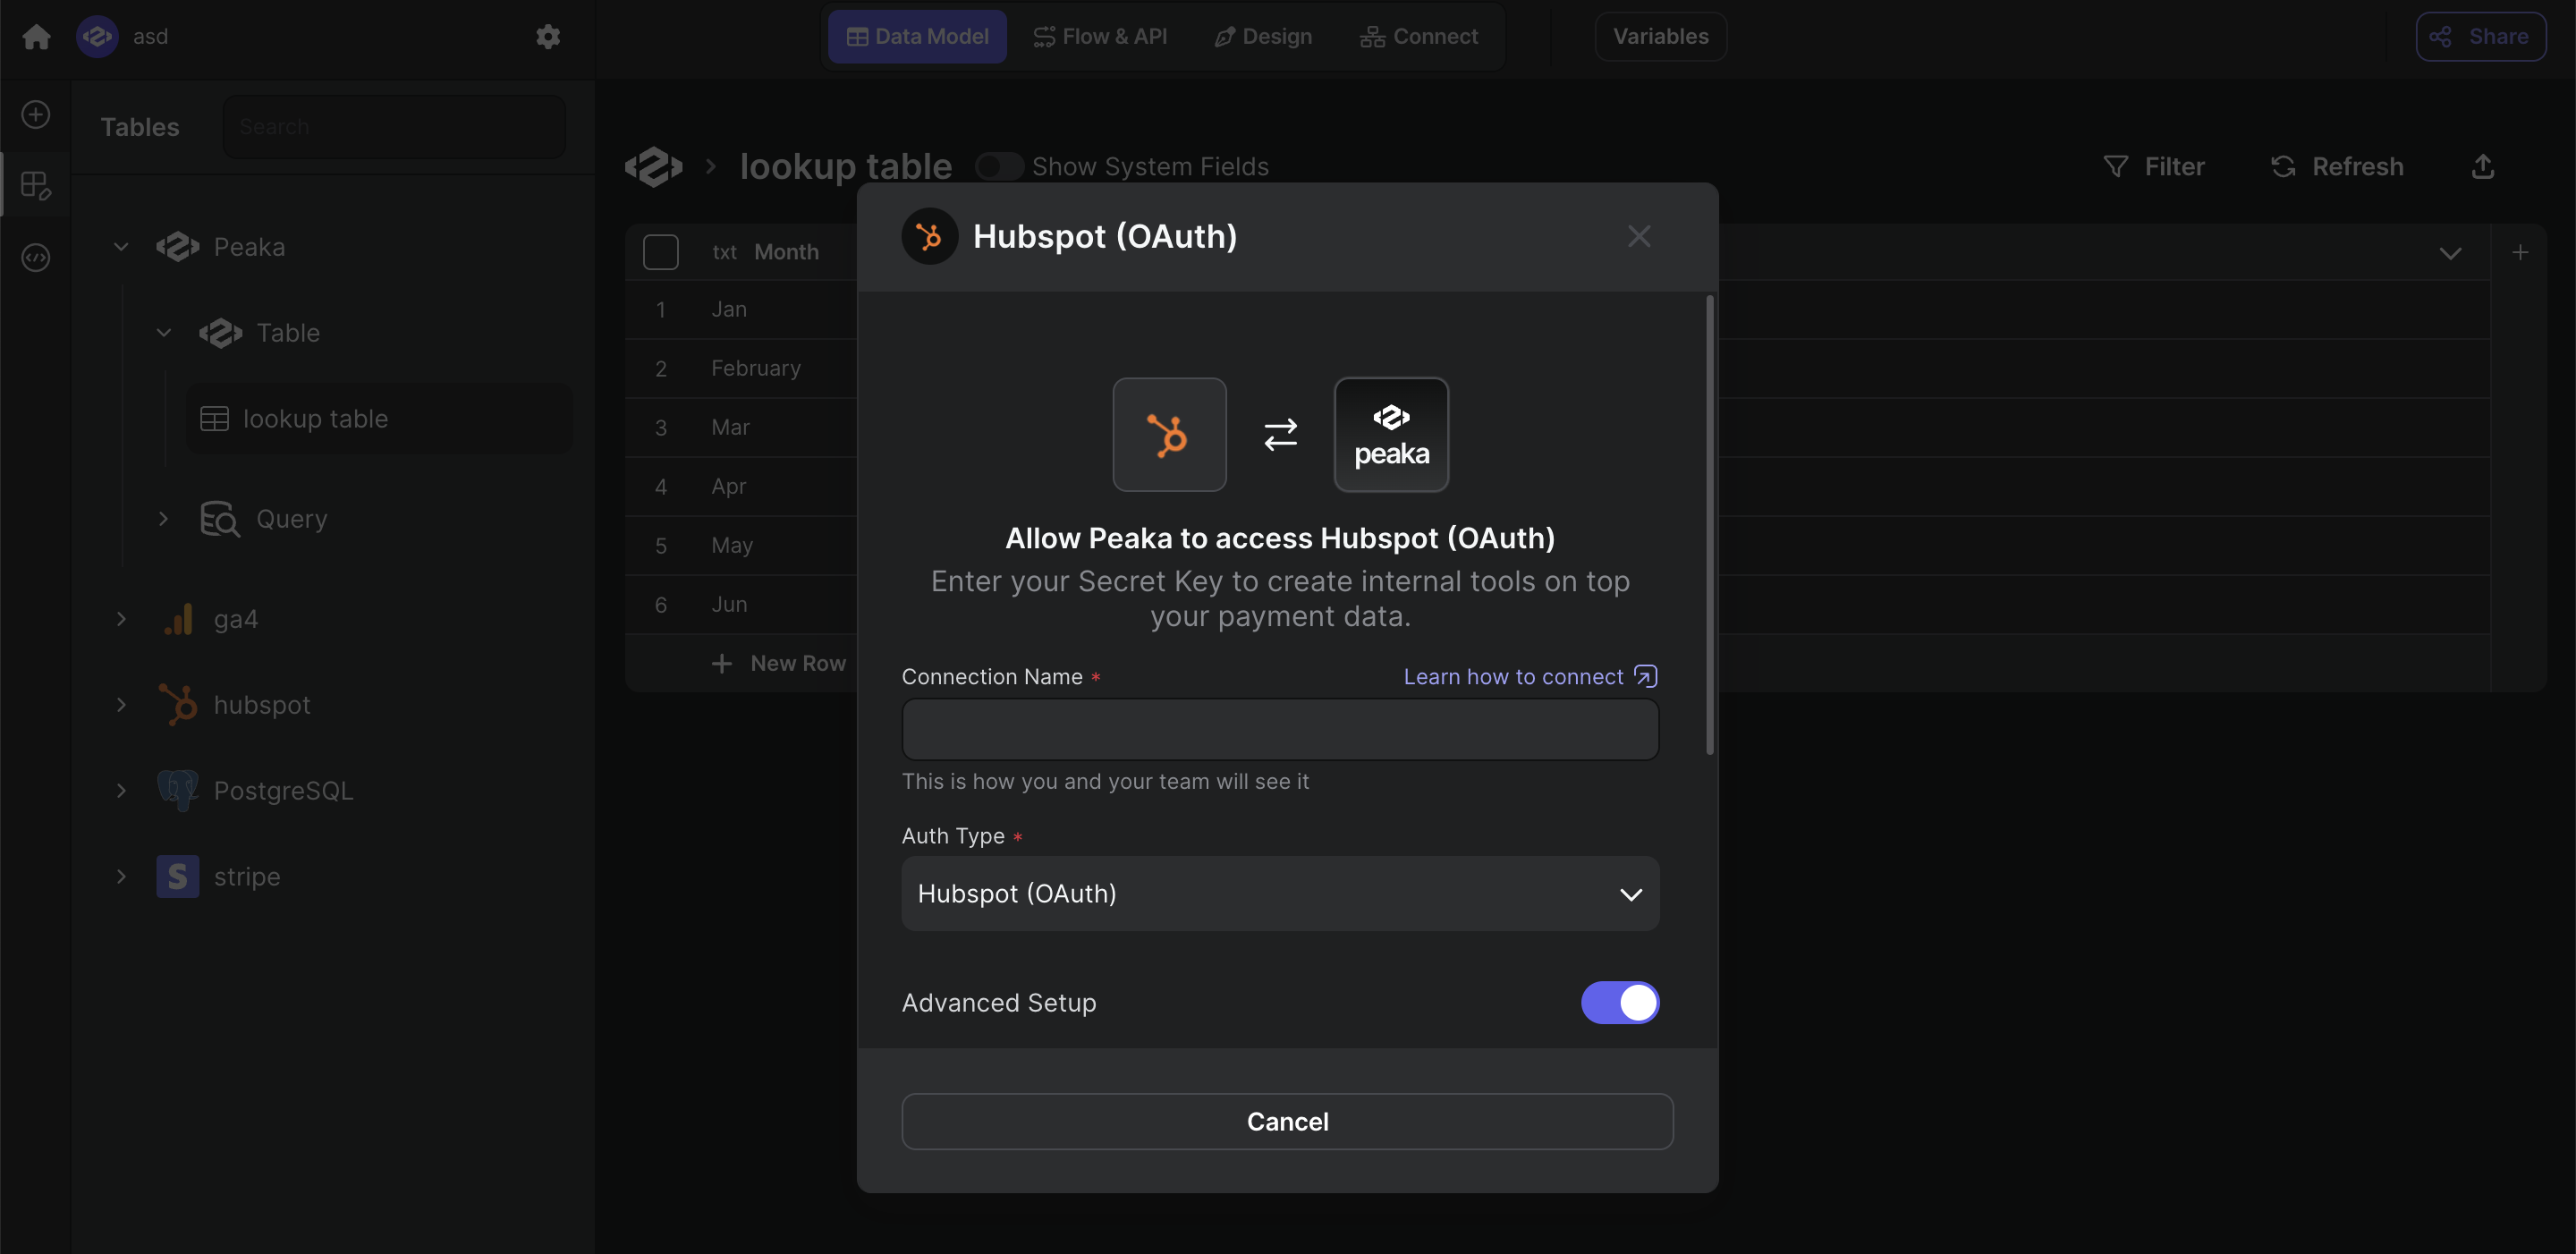 asd
Data Model
Flow & API
Design
Connect
Variables
Share
Tables
Search
Peaka
Table
lookup table
Query
ga4
hubspot
PostgreSQL
S
stripe
lookup table
Show System Fields
Filter
Refresh
txt Month
1 Jan
2 February
3 Mar
4 Apr
5 May
6 Jun
New Row
Hubspot (OAuth)
peaka
Allow Peaka to access Hubspot (OAuth)
Enter your Secret Key to create internal tools on top
your payment data.
Connection Name *
Learn how to connect
This is how you and your team will see it
Auth Type *
Hubspot (OAuth)
Advanced Setup
Cancel